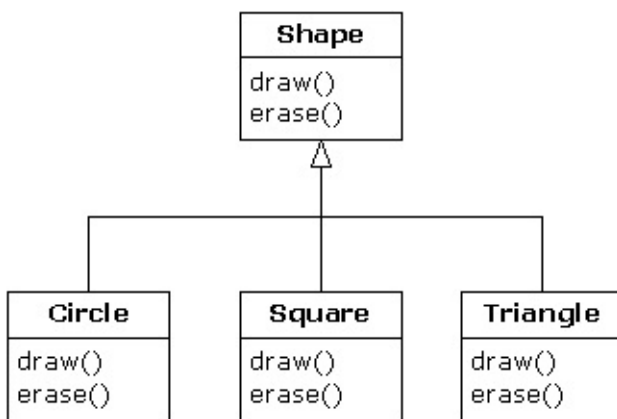 Shape
draw()
erase()
Circle
draw()
erase()
Square
draw()
erase()
Triangle
draw()
erase()